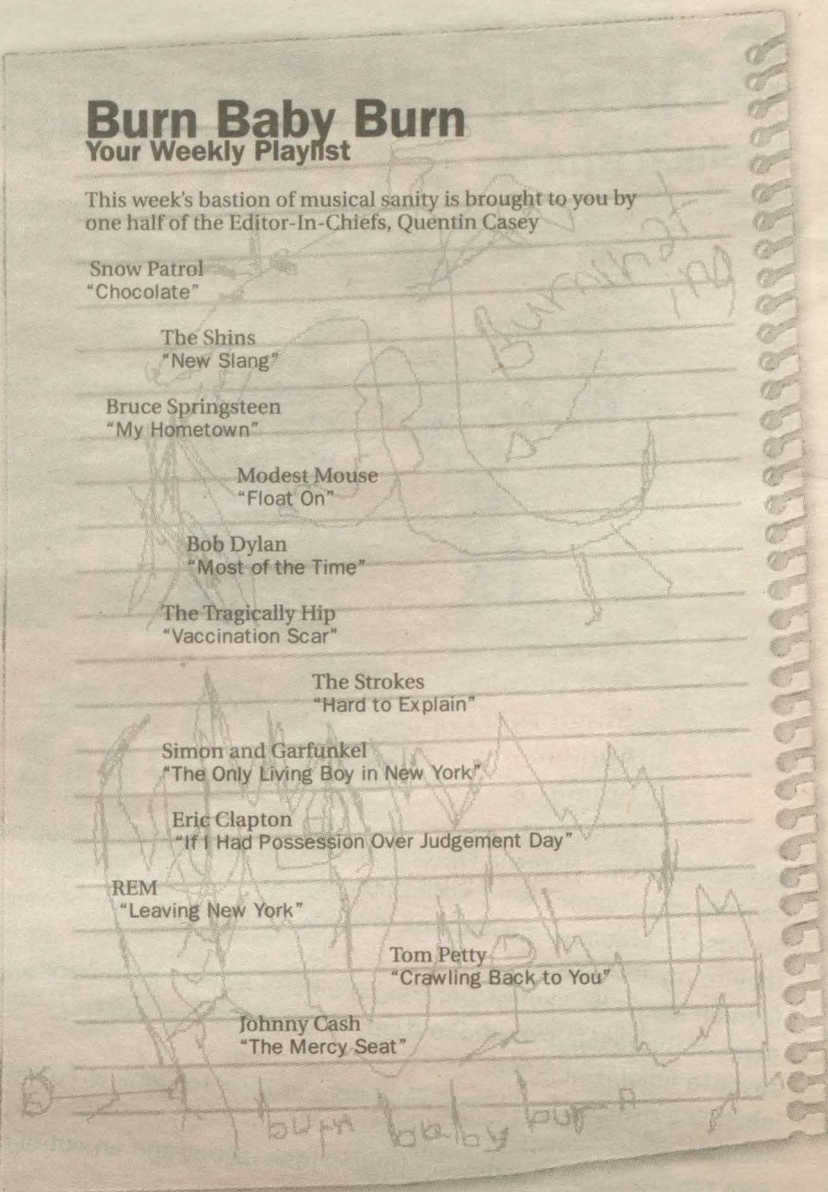 Burn Baby Burn
Your Weekly Playlist
This week's bastion of musical sanity is brought to you by
one half of the Editor-In-Chiefs, Quentin Casey
Snow Patrol
“Chocolate”
The Shins
“New Slang”
Bruce Springsteen
“My Hometown”
Modest Mouse
“Float On”
Bob Dylan
“Most of the Time”
The Tragically Hip
“Vaccination Scar”
The Strokes
“Hard to Explain”
Simon and Garfunkel
“The Only Living Boy in New York”
Eric Clapton
“If I Had Possession Over Judgement Day”
REM
“Leaving New York”
Tom Petty
“Crawling Back to You”
Johnny Cash
“The Mercy Seat”